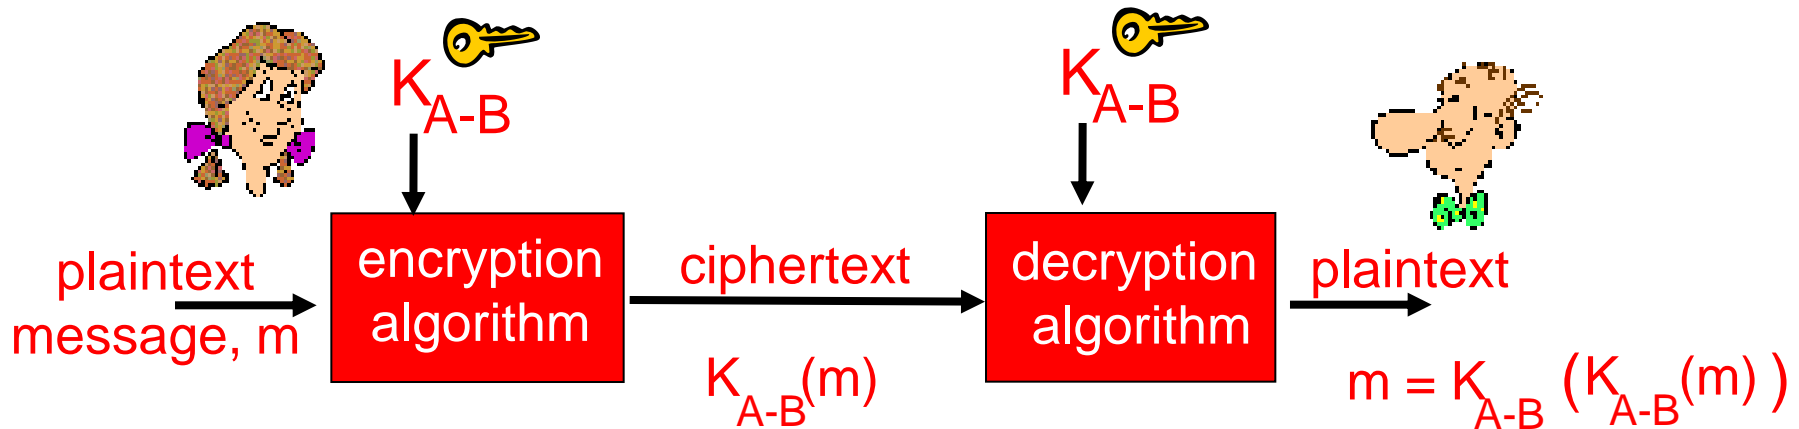 K A-B
K A-B
plaintext
message, m
encryption
algorithm
ciphertext
K A-B (m)
decryption
algorithm
plaintext
m = K A-B (K A-B (m))